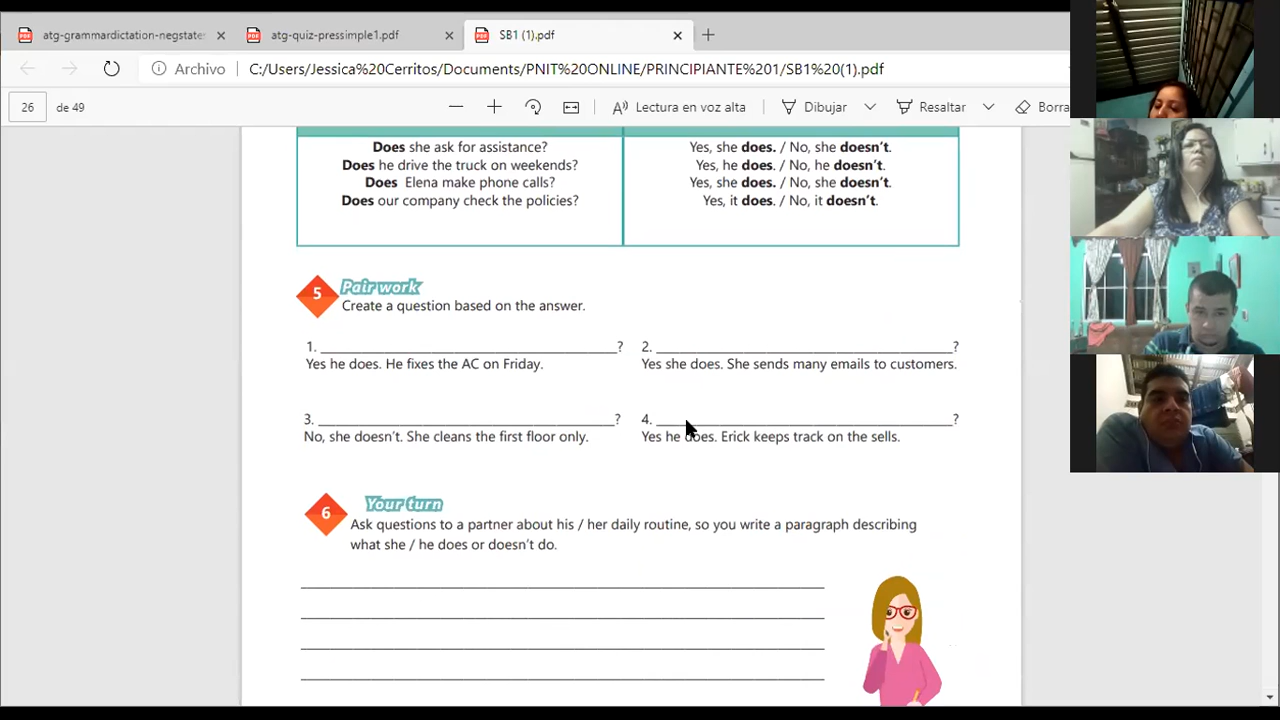 atg-grammardictation-negstate
atg-quiz-pressimple1.pdf
SB1 (1).pdf
Archivo
C:/Users/Jessica%20Cerritos/Documents/PNIT%20ONLINE/PRINCIPIANTE%201/SB1%20(1).pdf
26
de 49
Lectura en voz alta
Dibujar
Resaltar
Borra
Does she ask for assistance?
Yes, she does. / No, she doesn't.
Does he drive the truck on weekends?
Yes, he does. / No, he doesn't.
Does Elena make phone calls?
Yes, she does. / No, she doesn't.
Does our company check the policies?
Yes, it does. / No, it doesn't.
5
Pair work
Create a question based on the answer.
1. ________________________________________?
2. ________________________________________?
Yes he does. He fixes the AC on Friday.
Yes she does. She sends many emails to customers.
3. ________________________________________?
4. ________________________________________?
No, she doesn't. She cleans the first floor only.
Yes he does. Erick keeps track on the sells.
6
Your turn
Ask questions to a partner about his / her daily routine, so you write a paragraph describing
what she / he does or doesn't do.